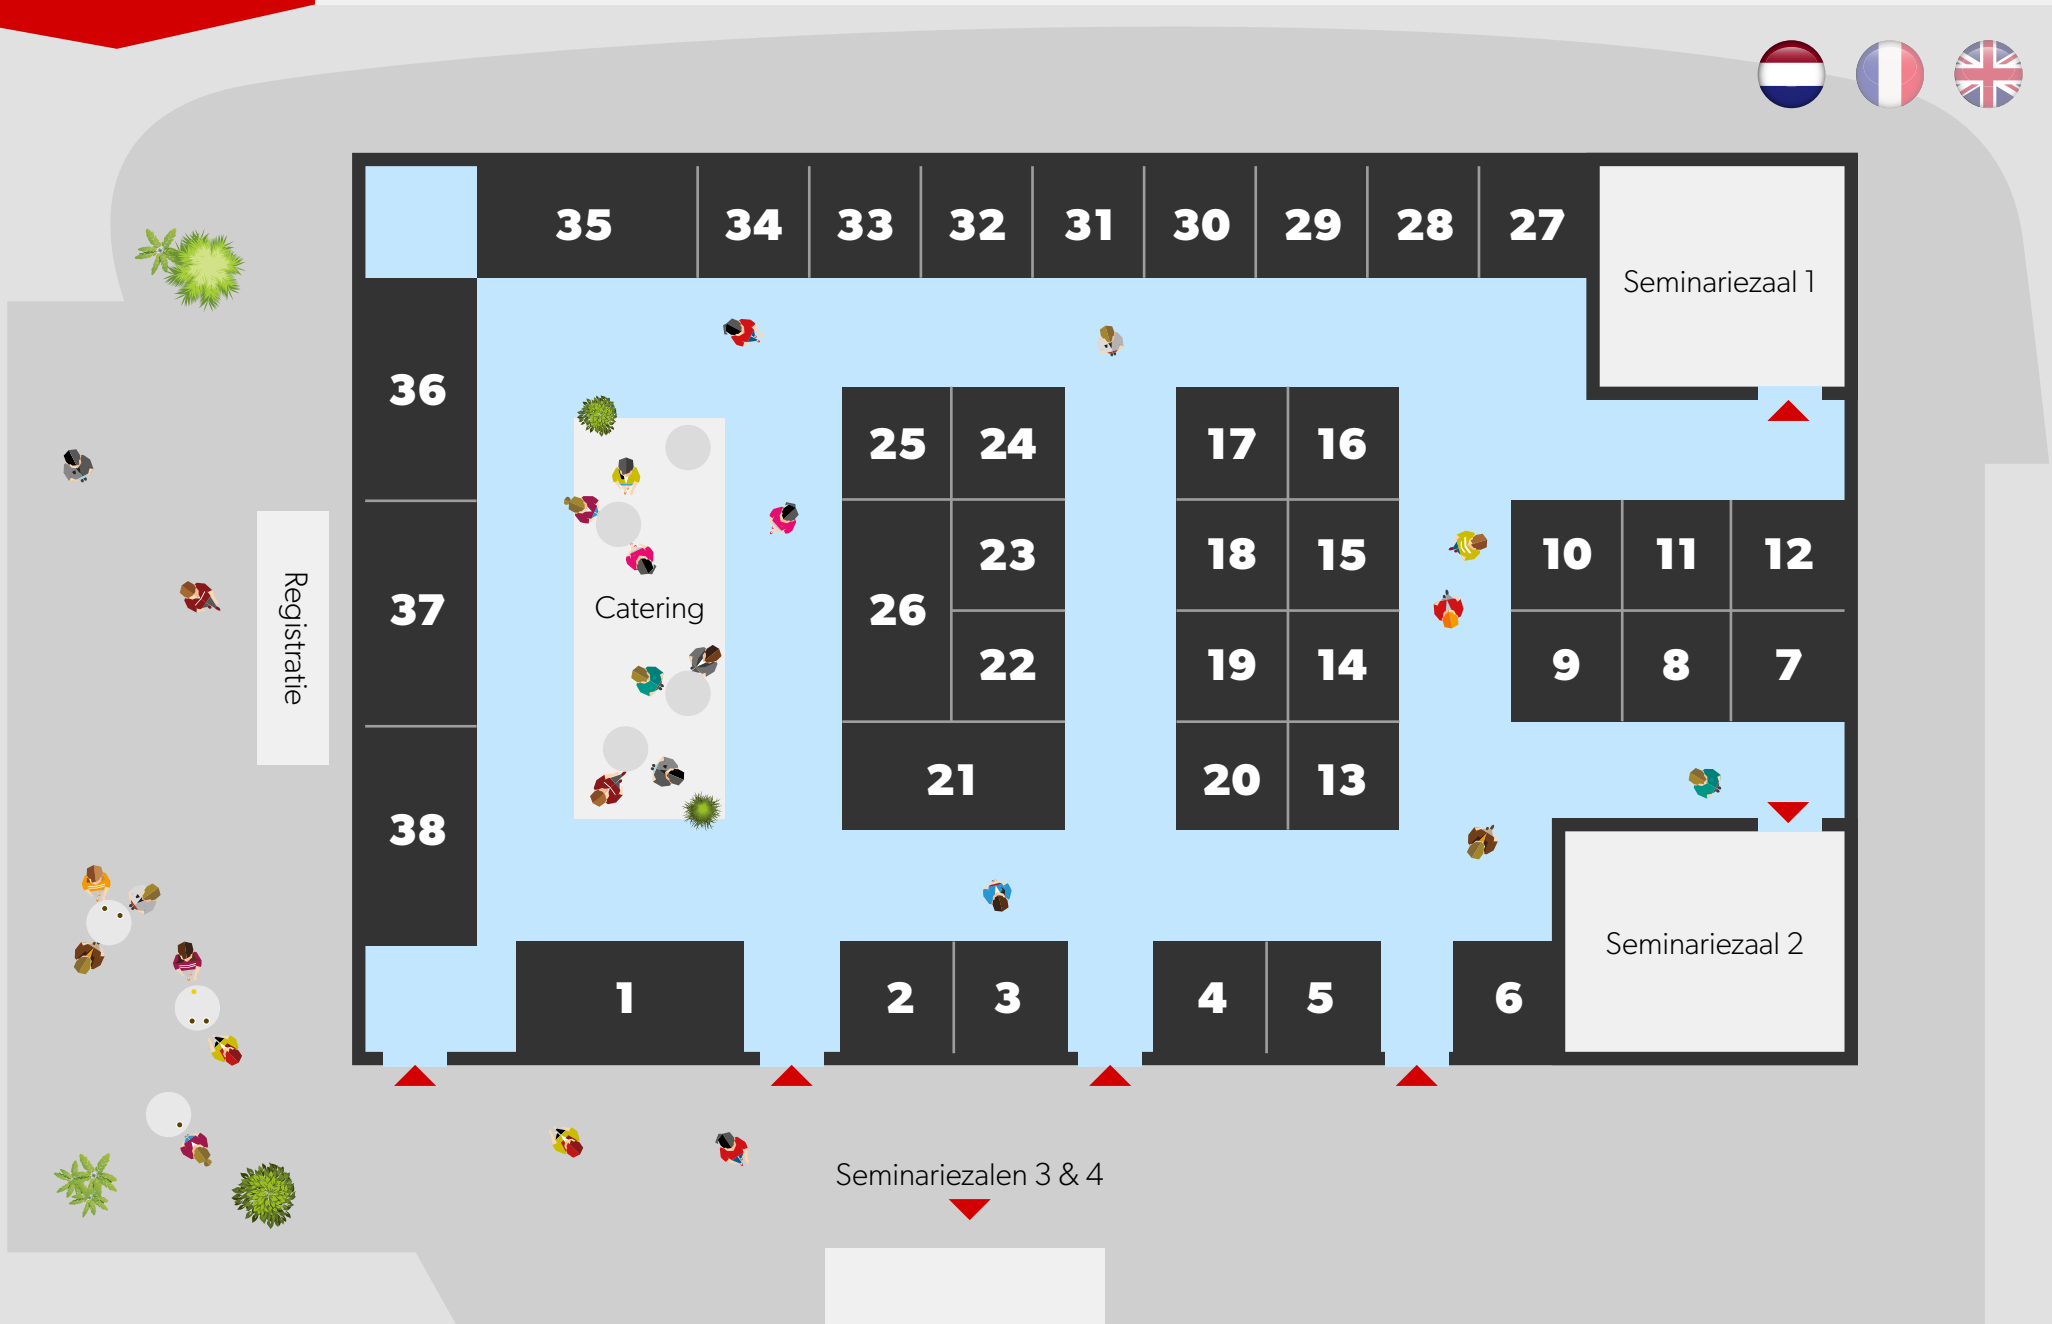 35 34 33 32 31 30 29 28 27
Seminariezaal 1
36
25 24 17 16
37
26
23 18 15 10 11 12
22 19 14 9 8 7
Catering
Registratie
38
21 20 13
1 2 3 4 5 6
Seminariezaal 2
Seminariezalen 3 & 4